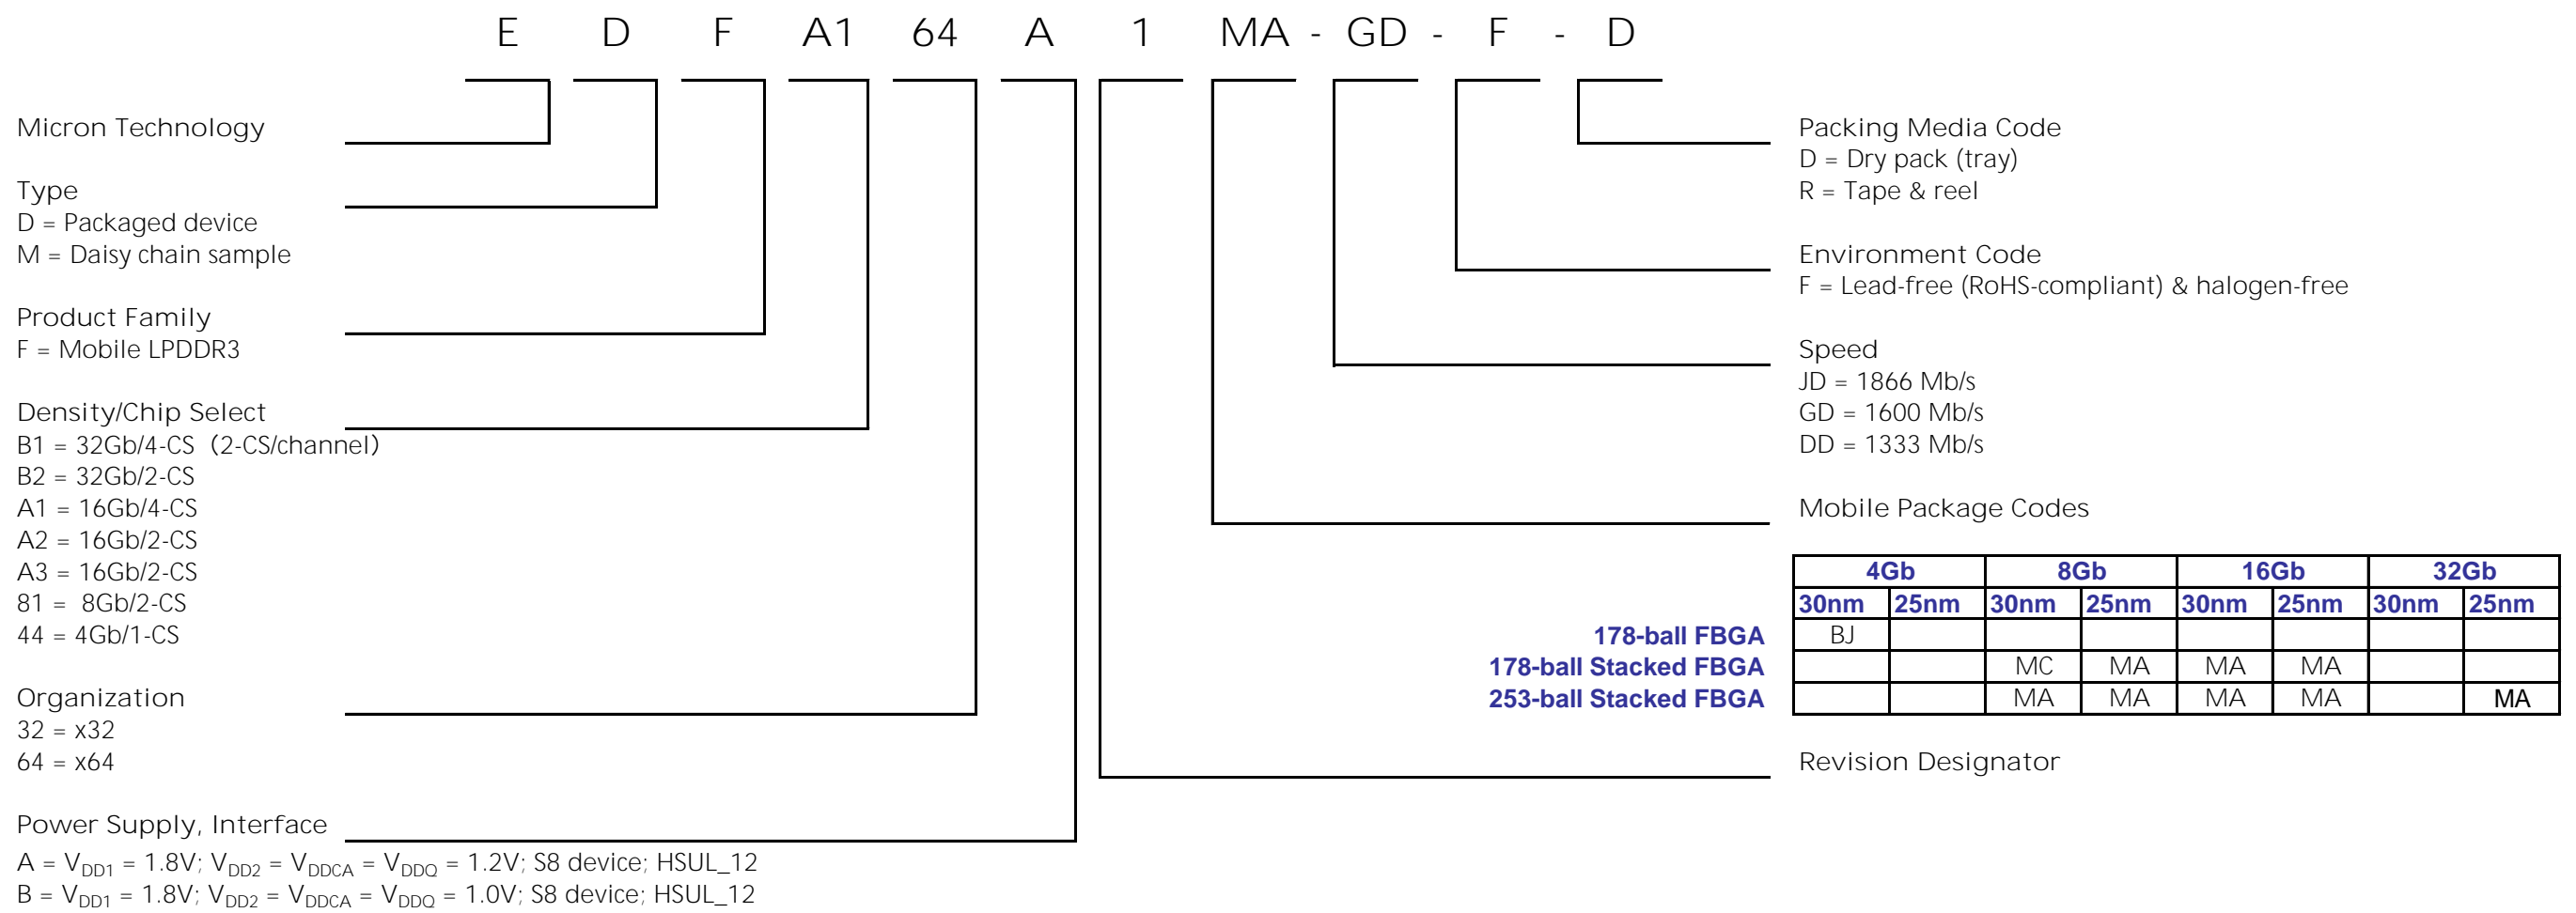 E D F A1 64 A 1 MA - GD - F - D
Micron Technology
Type
D = Packaged device
M = Daisy chain sample
Product Family
F = Mobile LPDDR3
Density/Chip Select
B1 = 32Gb/4-CS (2-CS/channel)
B2 = 32Gb/2-CS
A1 = 16Gb/4-CS
A2 = 16Gb/2-CS
A3 = 16Gb/2-CS
81 = 8Gb/2-CS
44 = 4Gb/1-CS
Organization
32 = x32
64 = x64
Power Supply, Interface
A = VDD1 = 1.8V; VDD2 = VDDCA = VDDQ = 1.2V; S8 device; HSUL_12
B = VDD1 = 1.8V; VDD2 = VDDCA = VDDQ = 1.0V; S8 device; HSUL_12
Packing Media Code
D = Dry pack (tray)
R = Tape & reel
Environment Code
F = Lead-free (RoHS-compliant) & halogen-free
Speed
JD = 1866 Mb/s
GD = 1600 Mb/s
DD = 1333 Mb/s
Mobile Package Codes
4Gb 8Gb 16Gb 32Gb
30nm 25nm 30nm 25nm 30nm 25nm 30nm 25nm
178-ball FBGA BJ
178-ball Stacked FBGA MC MA MA MA
253-ball Stacked FBGA MA MA MA MA MA
Revision Designator